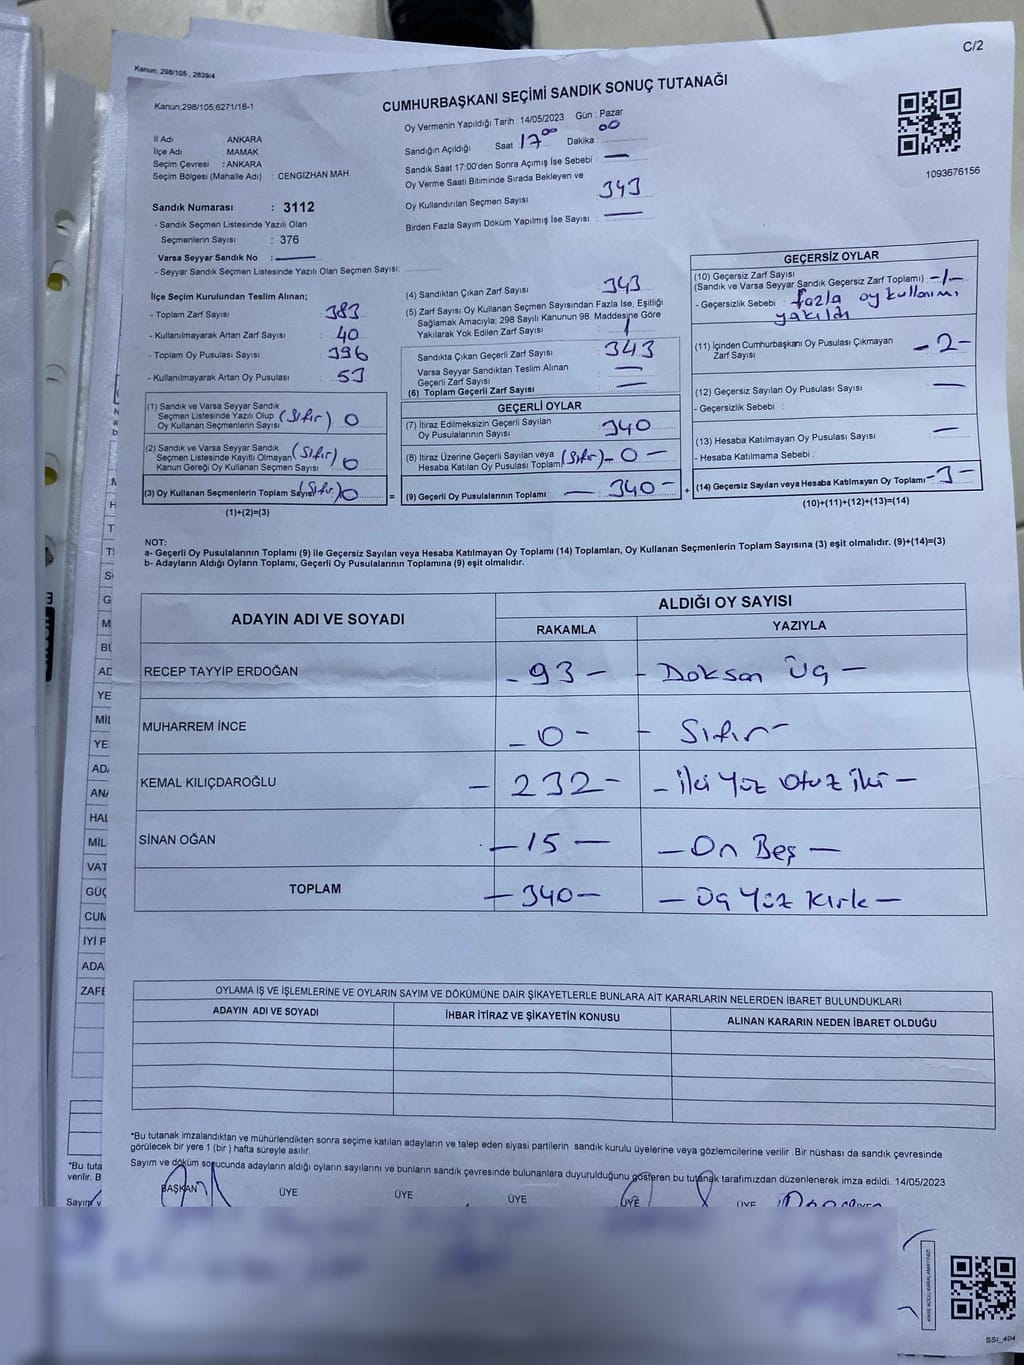 C/2
Kanun; 298/105 , 2839/4
Kanun;298/105;6271/18-1
CUMHURBAŞKANI SEÇİMİ SANDIK SONUÇ TUTANAĞI
Oy Vermenin Yapıldığı Tarih : 14/05/2023 Gün : Pazar
İl Adı ANKARA
İlçe Adı MAMAK
Seçim Çevresi : ANKARA
Seçim Bölgesi (Mahalle Adı) : CENGİZHAN MAH.
Sandığın Açıldığı Saat 17⁰⁰ Dakika : 00
Sandık Saat 17:00'den Sonra Açımış İse Sebebi : —
Oy Verme Saati Bitiminde Sırada Bekleyen ve
Oy Kullandırılan Seçmen Sayısı 343
Birden Fazla Sayım Döküm Yapılmış İse Sayısı : —
1093676156
Sandık Numarası : 3112
- Sandık Seçmen Listesinde Yazılı Olan
Seçmenlerin Sayısı : 376
Varsa Seyyar Sandık No : —
- Seyyar Sandık Seçmen Listesinde Yazılı Olan Seçmen Sayısı:
İlçe Seçim Kurulundan Teslim Alınan;
- Toplam Zarf Sayısı : 383
- Kullanılmayarak Artan Zarf Sayısı : 40
- Toplam Oy Pusulası Sayısı : 396
- Kullanılmayarak Artan Oy Pusulası : 53
(1) Sandık ve Varsa Seyyar Sandık
Seçmen Listesinde Yazılı Olup (Sıfır) 0
Oy Kullanan Seçmenlerin Sayısı
(2) Sandık ve Varsa Seyyar Sandık
Seçmen Listesinde Kayıtlı Olmayan (Sıfır)
Kanun Gereği Oy Kullanan Seçmen Sayısı 0
(3) Oy Kullanan Seçmenlerin Toplam Sayısı (Sıfır) 0
(1)+(2)=(3)
(4) Sandıktan Çıkan Zarf Sayısı : 343
(5) Zarf Sayısı Oy Kullanan Seçmen Sayısından Fazla İse, Eşitliği
Sağlamak Amacıyla; 298 Sayılı Kanunun 98. Maddesine Göre
Yakılarak Yok Edilen Zarf Sayısı 1
Sandıkta Çıkan Geçerli Zarf Sayısı : 343
Varsa Seyyar Sandıktan Teslim Alınan
Geçerli Zarf Sayısı : —
(6) Toplam Geçerli Zarf Sayısı : —
GEÇERLİ OYLAR
(7) İtiraz Edilmeksizin Geçerli Sayılan
Oy Pusulalarının Sayısı : 340
(8) İtiraz Üzerine Geçerli Sayılan veya
Hesaba Katılan Oy Pusulası Toplamı (Sıfır) - 0 —
= (9) Geçerli Oy Pusulalarının Toplamı — 340 - +
GEÇERSİZ OYLAR
(10) Geçersiz Zarf Sayısı
(Sandık ve Varsa Seyyar Sandık Geçersiz Zarf Toplamı) : -1-
- Geçersizlik Sebebi : fazla oy kullanımı
yakıldı
(11) İçinden Cumhurbaşkanı Oy Pusulası Çıkmayan
Zarf Sayısı - 2 -
(12) Geçersiz Sayılan Oy Pusulası Sayısı —
- Geçersizlik Sebebi :
(13) Hesaba Katılmayan Oy Pusulası Sayısı —
- Hesaba Katılmama Sebebi :
(14) Geçersiz Sayılan veya Hesaba Katılmayan Oy Toplamı - 3 -
(10)+(11)+(12)+(13)=(14)
NOT:
a- Geçerli Oy Pusulalarının Toplamı (9) ile Geçersiz Sayılan veya Hesaba Katılmayan Oy Toplamı (14) Toplamları, Oy Kullanan Seçmenlerin Toplam Sayısına (3) eşit olmalıdır. (9)+(14)=(3)
b- Adayların Aldığı Oyların Toplamı, Geçerli Oy Pusulalarının Toplamına (9) eşit olmalıdır.
ADAYIN ADI VE SOYADI ALDIĞI OY SAYISI
RAKAMLA YAZIYLA
RECEP TAYYİP ERDOĞAN - 93 - - Doksan Üç —
MUHARREM İNCE - 0 - - Sıfır -
KEMAL KILIÇDAROĞLU - 232 - - İki Yüz Otuz iki —
SİNAN OĞAN - 15 — — On Beş —
TOPLAM — 340 — — Üç Yüz Kırk —
OYLAMA İŞ VE İŞLEMLERİNE VE OYLARIN SAYIM VE DÖKÜMÜNE DAİR ŞİKAYETLERLE BUNLARA AİT KARARLARIN NELERDEN İBARET BULUNDUKLARI
ADAYIN ADI VE SOYADI İHBAR İTİRAZ VE ŞİKAYETİN KONUSU ALINAN KARARIN NEDEN İBARET OLDUĞU
*Bu tutanak imzalandıktan ve mühürlendikten sonra seçime katılan adayların ve talep eden siyasi partilerin sandık kurulu üyelerine veya gözlemcilerine verilir .Bir nüshası da sandık çevresinde
görülecek bir yere 1 (bir ) hafta süreyle asılır.
Sayım ve döküm sonucunda adayların aldığı oyların sayılarını ve bunların sandık çevresinde bulunanlara duyurulduğunu gösteren bu tutanak tarafımızdan düzenlenerek imza edildi. 14/05/2023
BAŞKAN ÜYE ÜYE ÜYE ÜYE ÜYE
SSI_404
YE
MİL
YE
ADA
ANA
HAL
MİL
VAT
GÜÇ
CUM
İYİ P
ADA
ZAFE
*Bu tuta
verilir. B
Sayım v